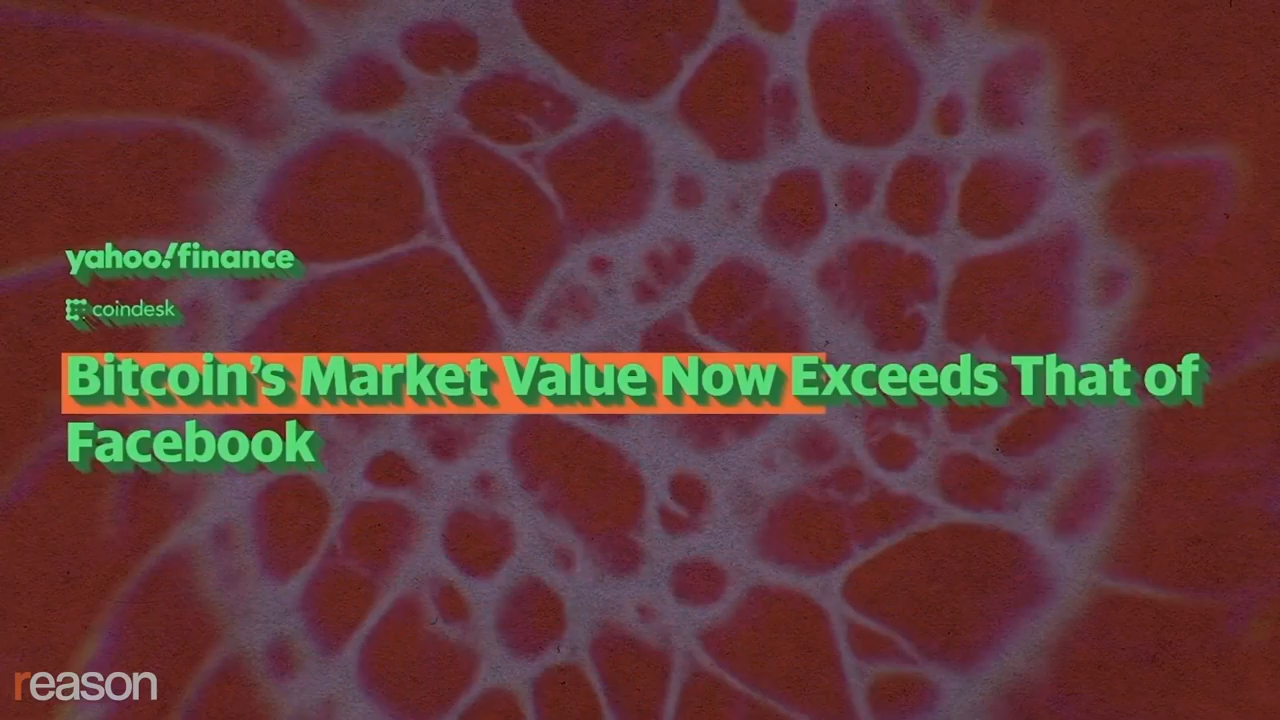 yahoo!finance
coindesk
Bitcoin's Market Value Now Exceeds That of
Facebook
reason